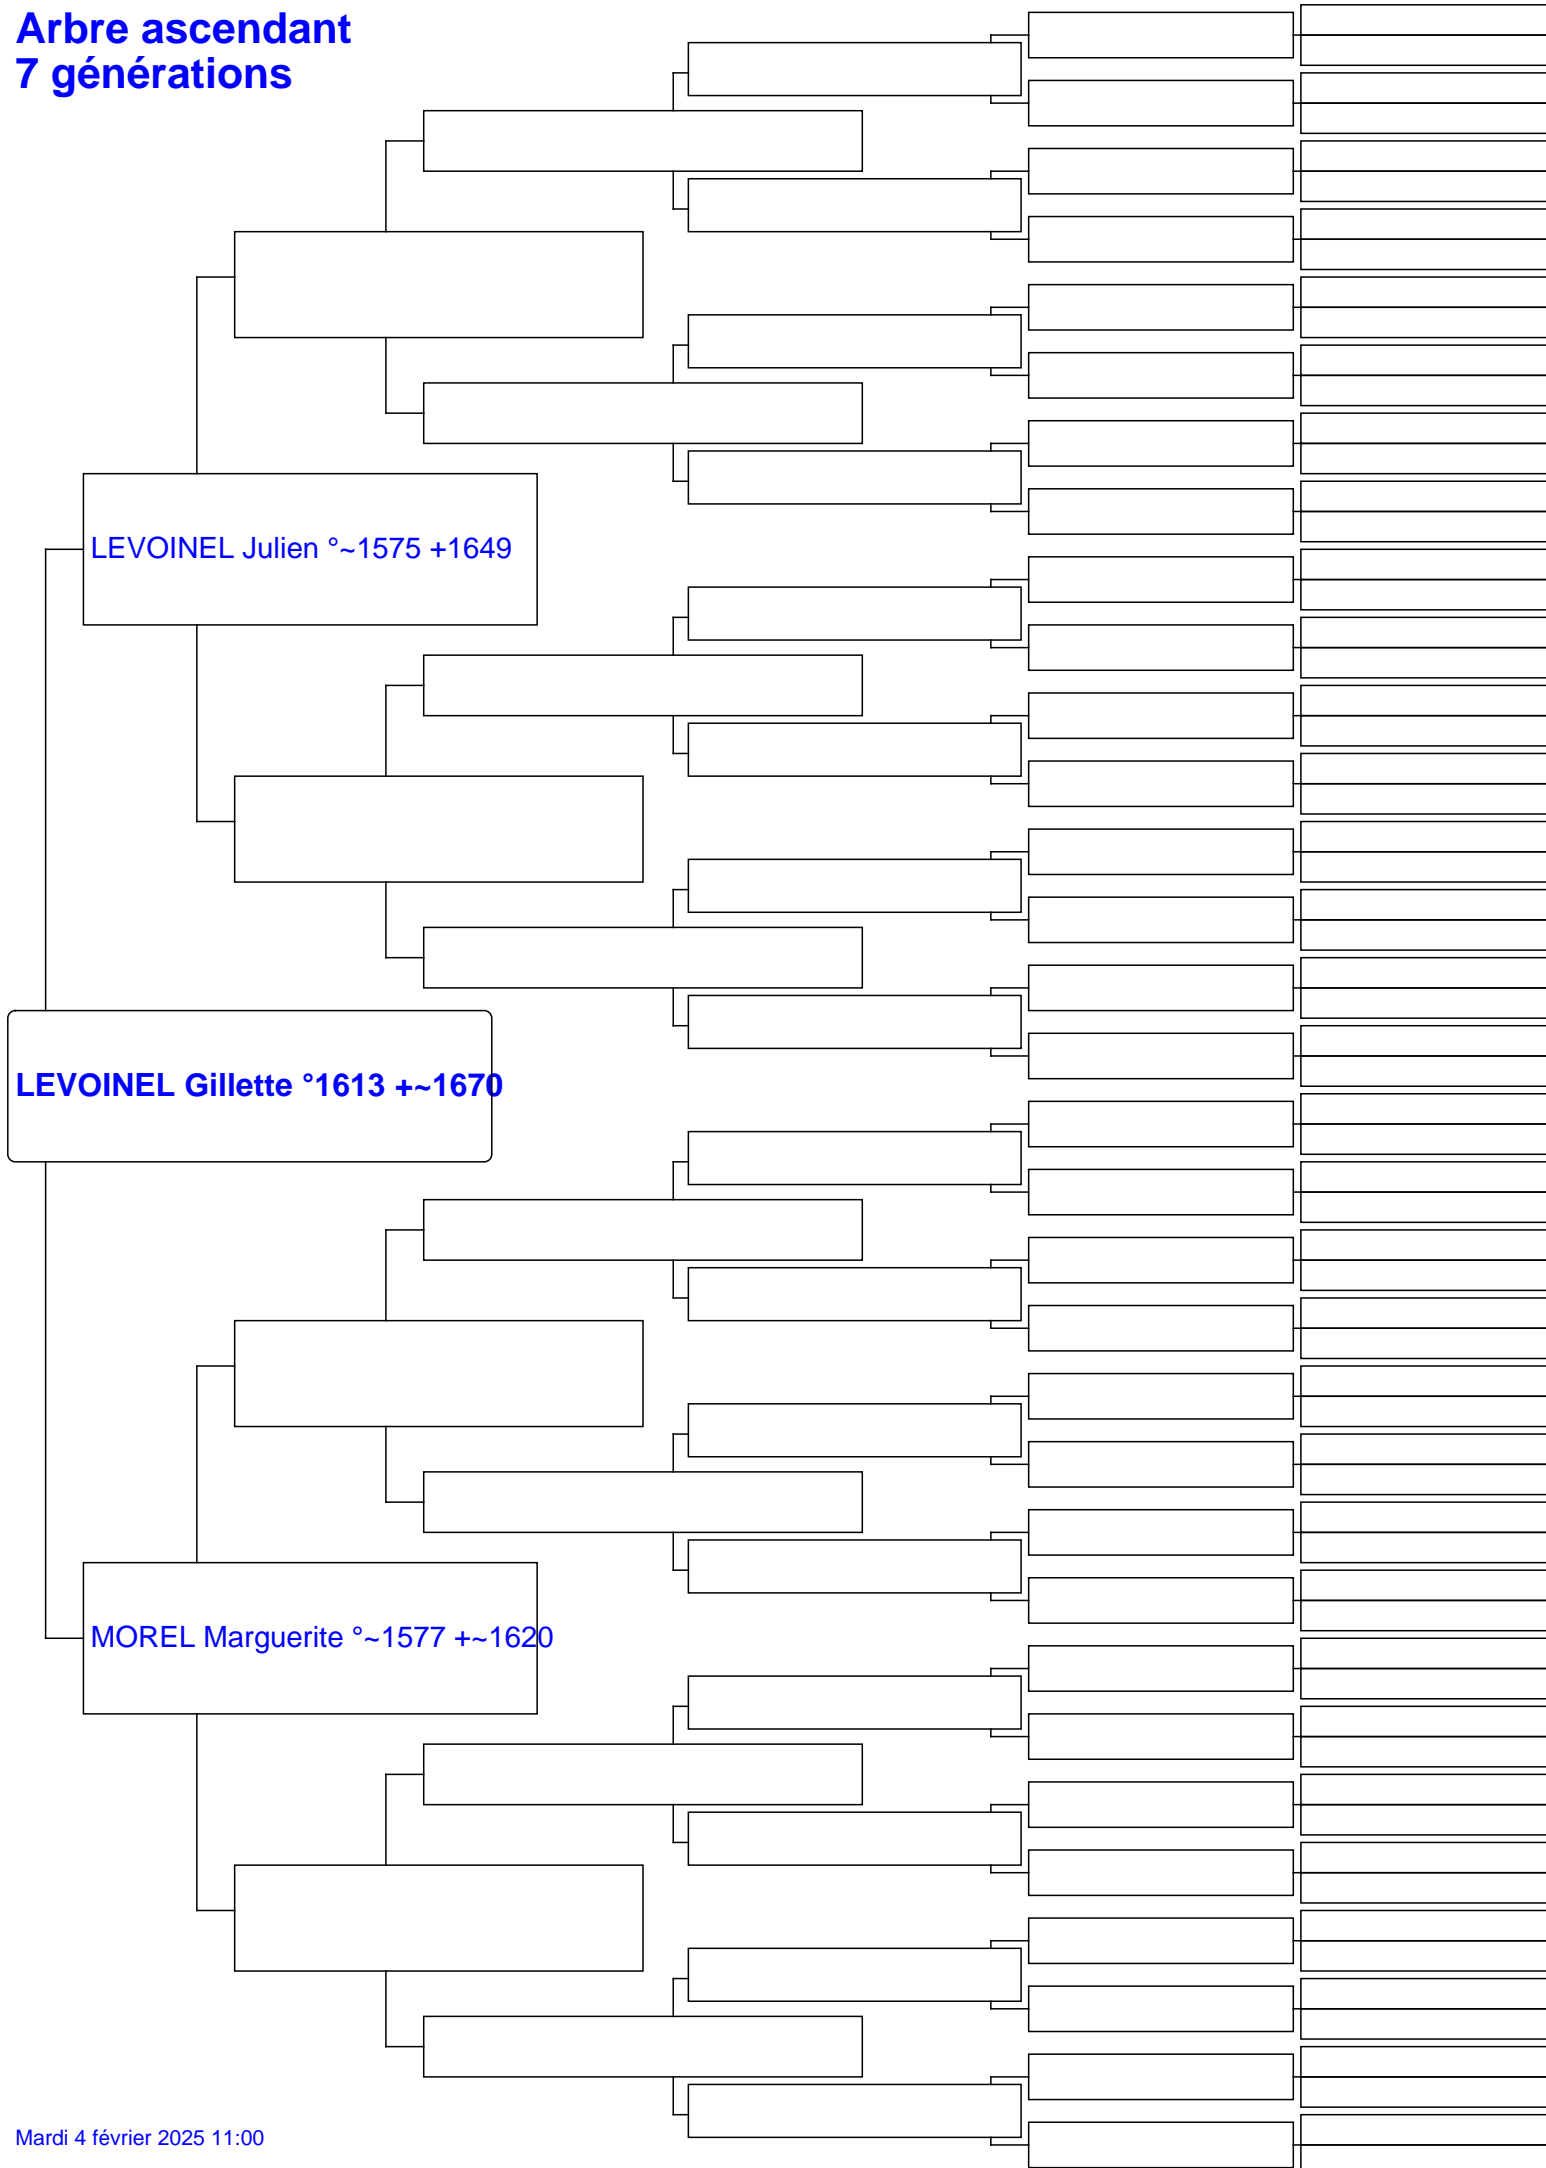 Arbre ascendant
7 générations
LEVOINEL Julien °~1575 +1649
LEVOINEL Gillette °1613 +~1670
MOREL Marguerite °~1577 +~1620
Mardi 4 février 2025 11:00